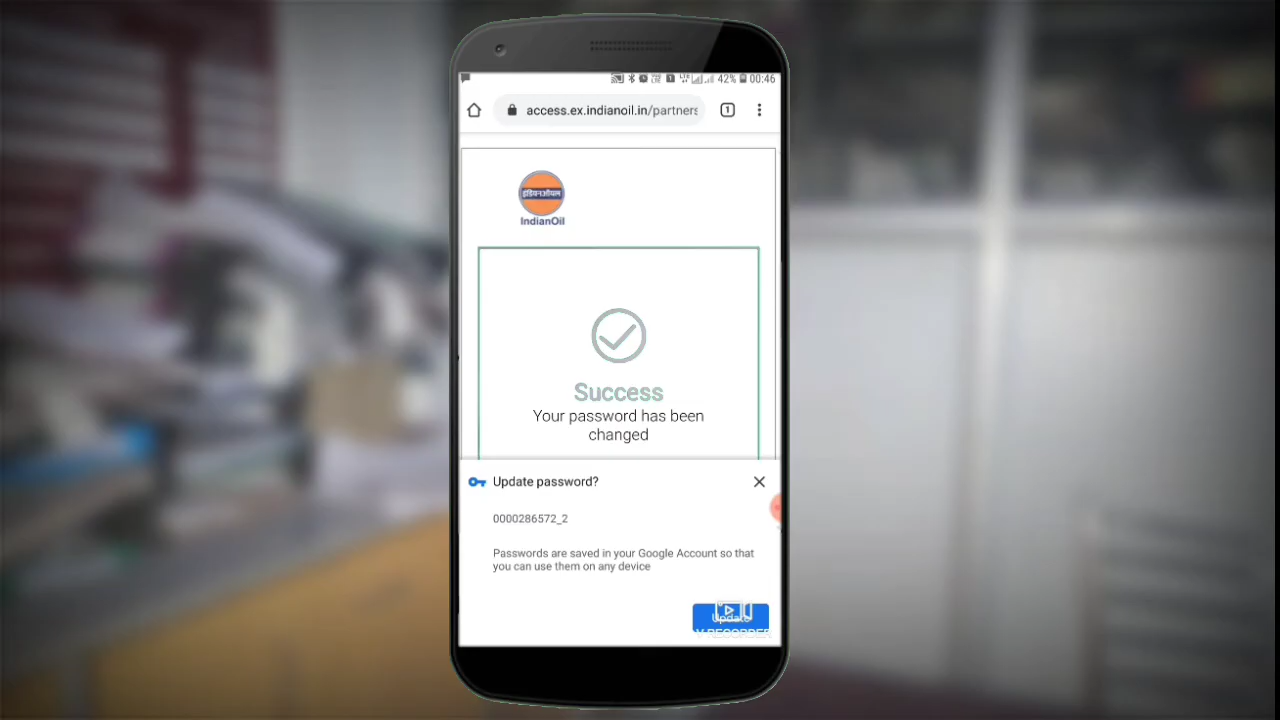 42% 00:46
access.ex.indianoil.in/partners
1
इंडियनऑयल
IndianOil
Success
Your password has been
changed
Update password?
0000286572_2
Passwords are saved in your Google Account so that
you can use them on any device
Update
V RECORDER